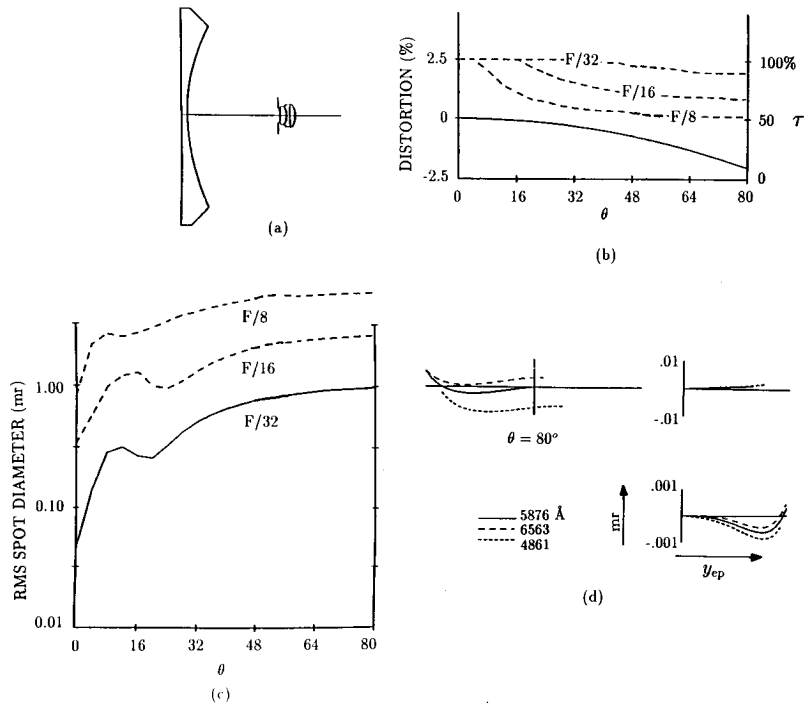 (a)
DISTORTION (%)
2.5
0
-2.5
F/32
F/16
F/8
100%
50 τ
0
0 16 32 48 64 80
θ
(b)
RMS SPOT DIAMETER (mr)
1.00
0.10
0.01
F/8
F/16
F/32
0 16 32 48 64 80
θ
(c)
θ = 80°
.01
-.01
5876 Å
6563
4861
mr
.001
-.001
y_ep
(d)